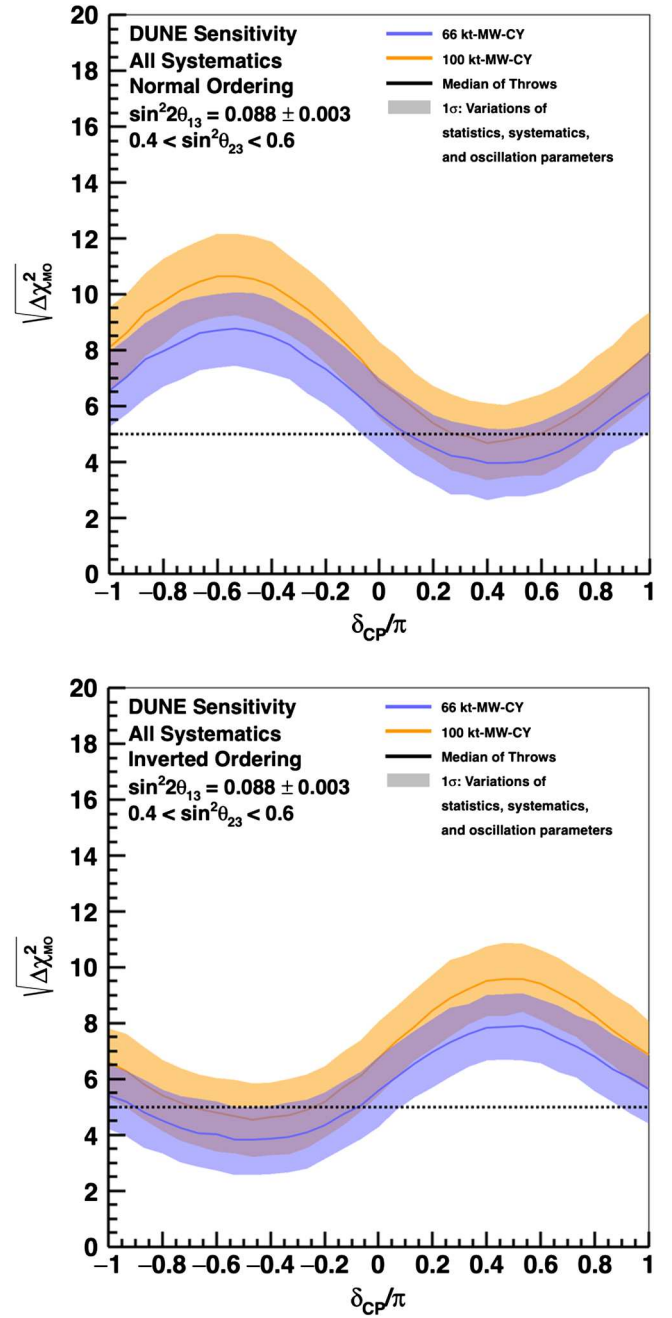 DUNE Sensitivity
All Systematics
Normal Ordering
sin²2θ₁₃ = 0.088 ± 0.003
0.4 < sin²θ₂₃ < 0.6
66 kt-MW-CY
100 kt-MW-CY
Median of Throws
1σ: Variations of
statistics, systematics,
and oscillation parameters
20
18
16
14
12
10
8
6
4
2
0
√Δχ²MO
−1 −0.8 −0.6 −0.4 −0.2 0 0.2 0.4 0.6 0.8 1
δCP/π
DUNE Sensitivity
All Systematics
Inverted Ordering
sin²2θ₁₃ = 0.088 ± 0.003
0.4 < sin²θ₂₃ < 0.6
66 kt-MW-CY
100 kt-MW-CY
Median of Throws
1σ: Variations of
statistics, systematics,
and oscillation parameters
20
18
16
14
12
10
8
6
4
2
0
√Δχ²MO
−1 −0.8 −0.6 −0.4 −0.2 0 0.2 0.4 0.6 0.8 1
δCP/π